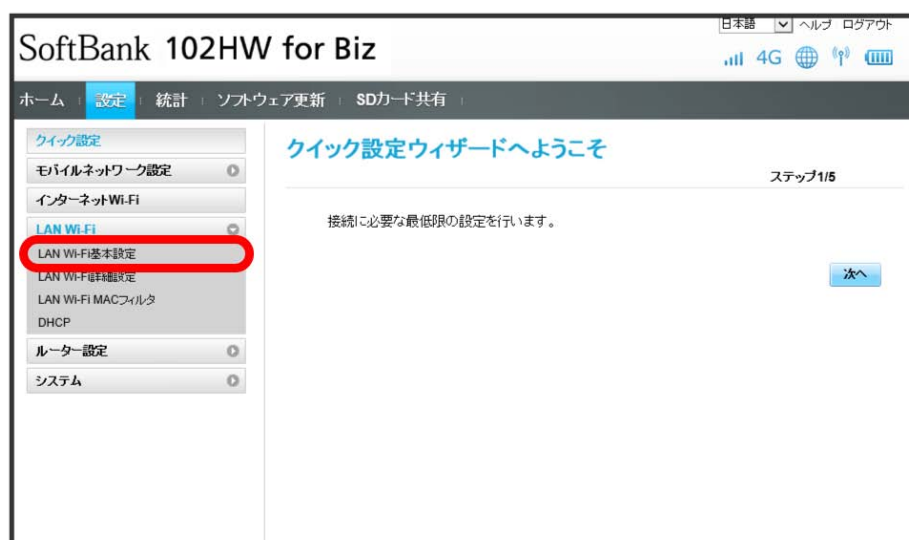 日本語 ヘルプ ログアウト
SoftBank 102HW for Biz
4G
ホーム 設定 統計 ソフトウェア更新 SDカード共有
クイック設定
モバイルネットワーク設定
インターネットWi-Fi
LAN Wi-Fi
LAN Wi-Fi基本設定
LAN Wi-Fi詳細設定
LAN Wi-Fi MACフィルタ
DHCP
ルーター設定
システム
クイック設定ウィザードへようこそ
ステップ1/5
接続に必要な最低限の設定を行います。
次へ